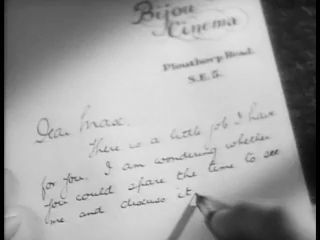 Bijou
Cinema
Plousthorp Road.
S.E.5.
Dear Max.
There is a little job I have
for you. I am wondering whether
you could spare the time to see
me and discuss it